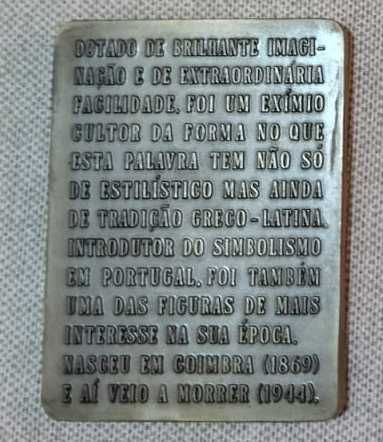 DOTADO DE BRILHANTE IMAGI-
NAÇÃO E DE EXTRAORDINÁRIA
FACILIDADE, FOI UM EXÍMIO
CULTOR DA FORMA NO QUE
ESTA PALAVRA TEM NÃO SÓ
DE ESTILÍSTICO MAS AINDA
DE TRADIÇÃO GRECO-LATINA.
INTRODUTOR DO SIMBOLISMO
EM PORTUGAL, FOI TAMBÉM
UMA DAS FIGURAS DE MAIS
INTERESSE NA SUA ÉPOCA.
NASCEU EM COIMBRA (1869)
E AÍ VEIO A MORRER (1944).